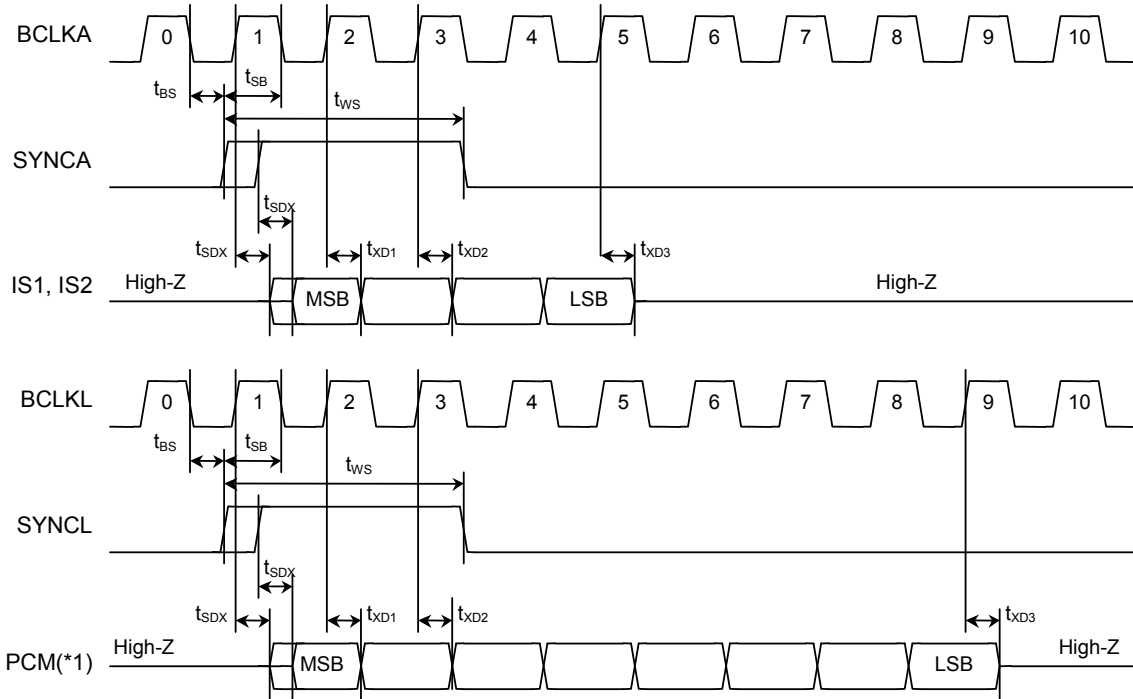 BCLKA 0 1 2 3 4 5 6 7 8 9 10
tBS tSB
tWS
SYNCA
tSDX
tSDX tXD1 tXD2 tXD3
IS1, IS2 High-Z MSB LSB High-Z
BCLKL 0 1 2 3 4 5 6 7 8 9 10
tBS tSB
tWS
SYNCL
tSDX
tSDX tXD1 tXD2 tXD3
PCM(*1) High-Z MSB LSB High-Z